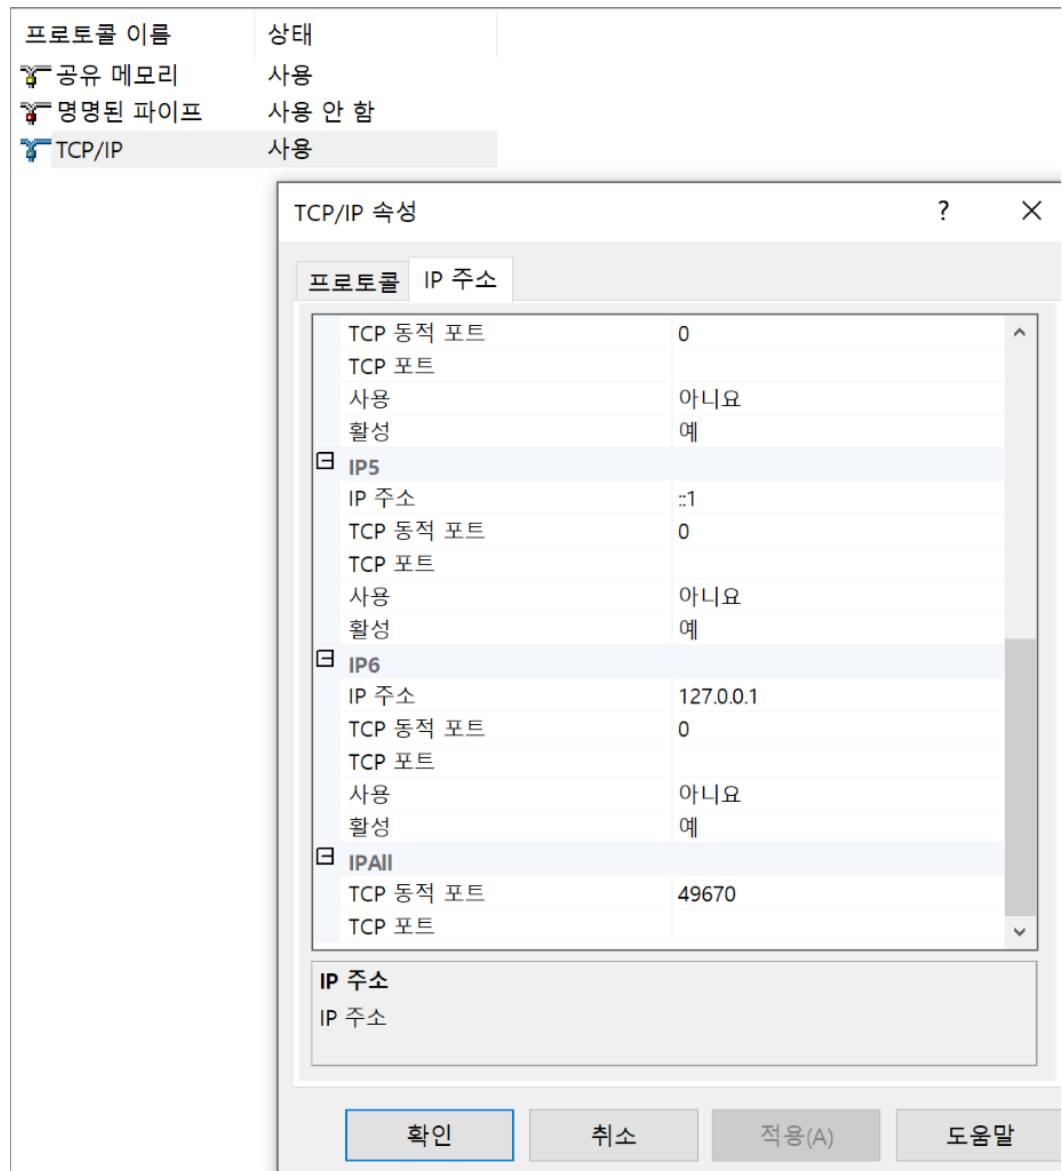 프로토콜 이름 상태
공유 메모리 사용
명명된 파이프 사용 안 함
TCP/IP 사용
TCP/IP 속성 ?
프로토콜 IP 주소
TCP 동적 포트 0
TCP 포트
사용 아니요
활성 예
IP5
IP 주소 ::1
TCP 동적 포트 0
TCP 포트
사용 아니요
활성 예
IP6
IP 주소 127.0.0.1
TCP 동적 포트 0
TCP 포트
사용 아니요
활성 예
IPAll
TCP 동적 포트 49670
TCP 포트
IP 주소
IP 주소
확인 취소 적용(A) 도움말